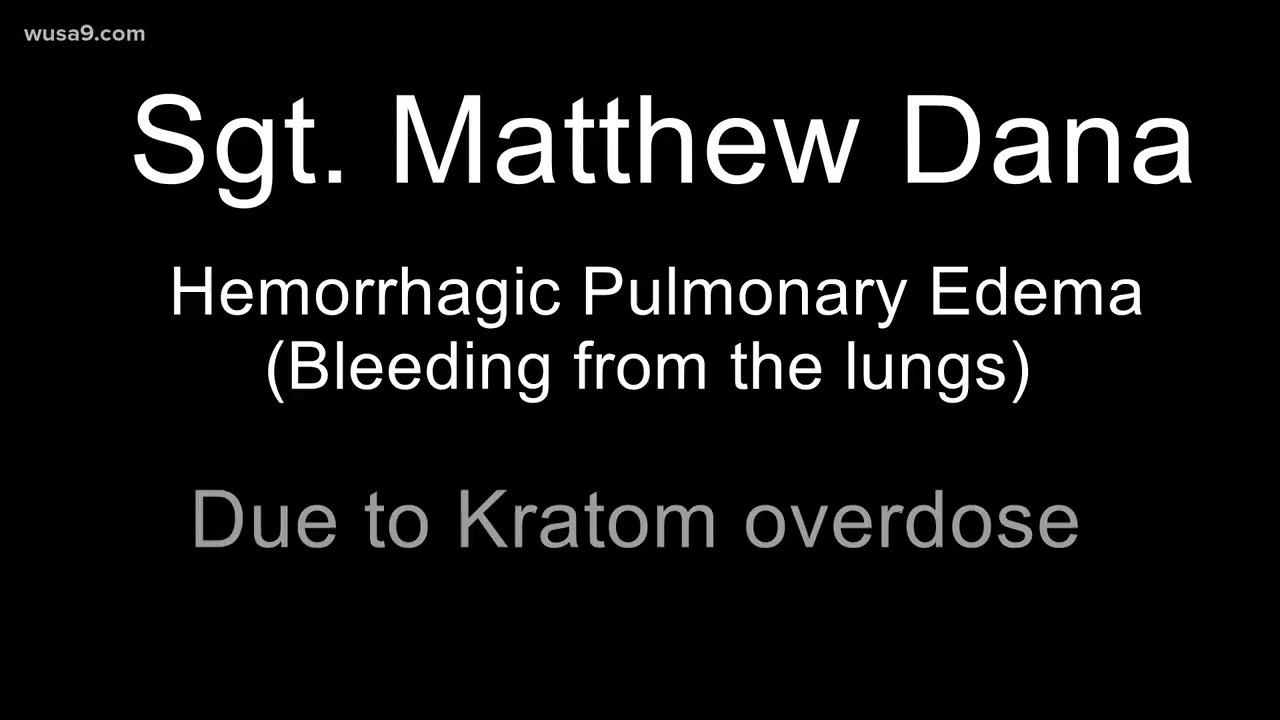 wusa9.com
Sgt. Matthew Dana
Hemorrhagic Pulmonary Edema
(Bleeding from the lungs)
Due to Kratom overdose